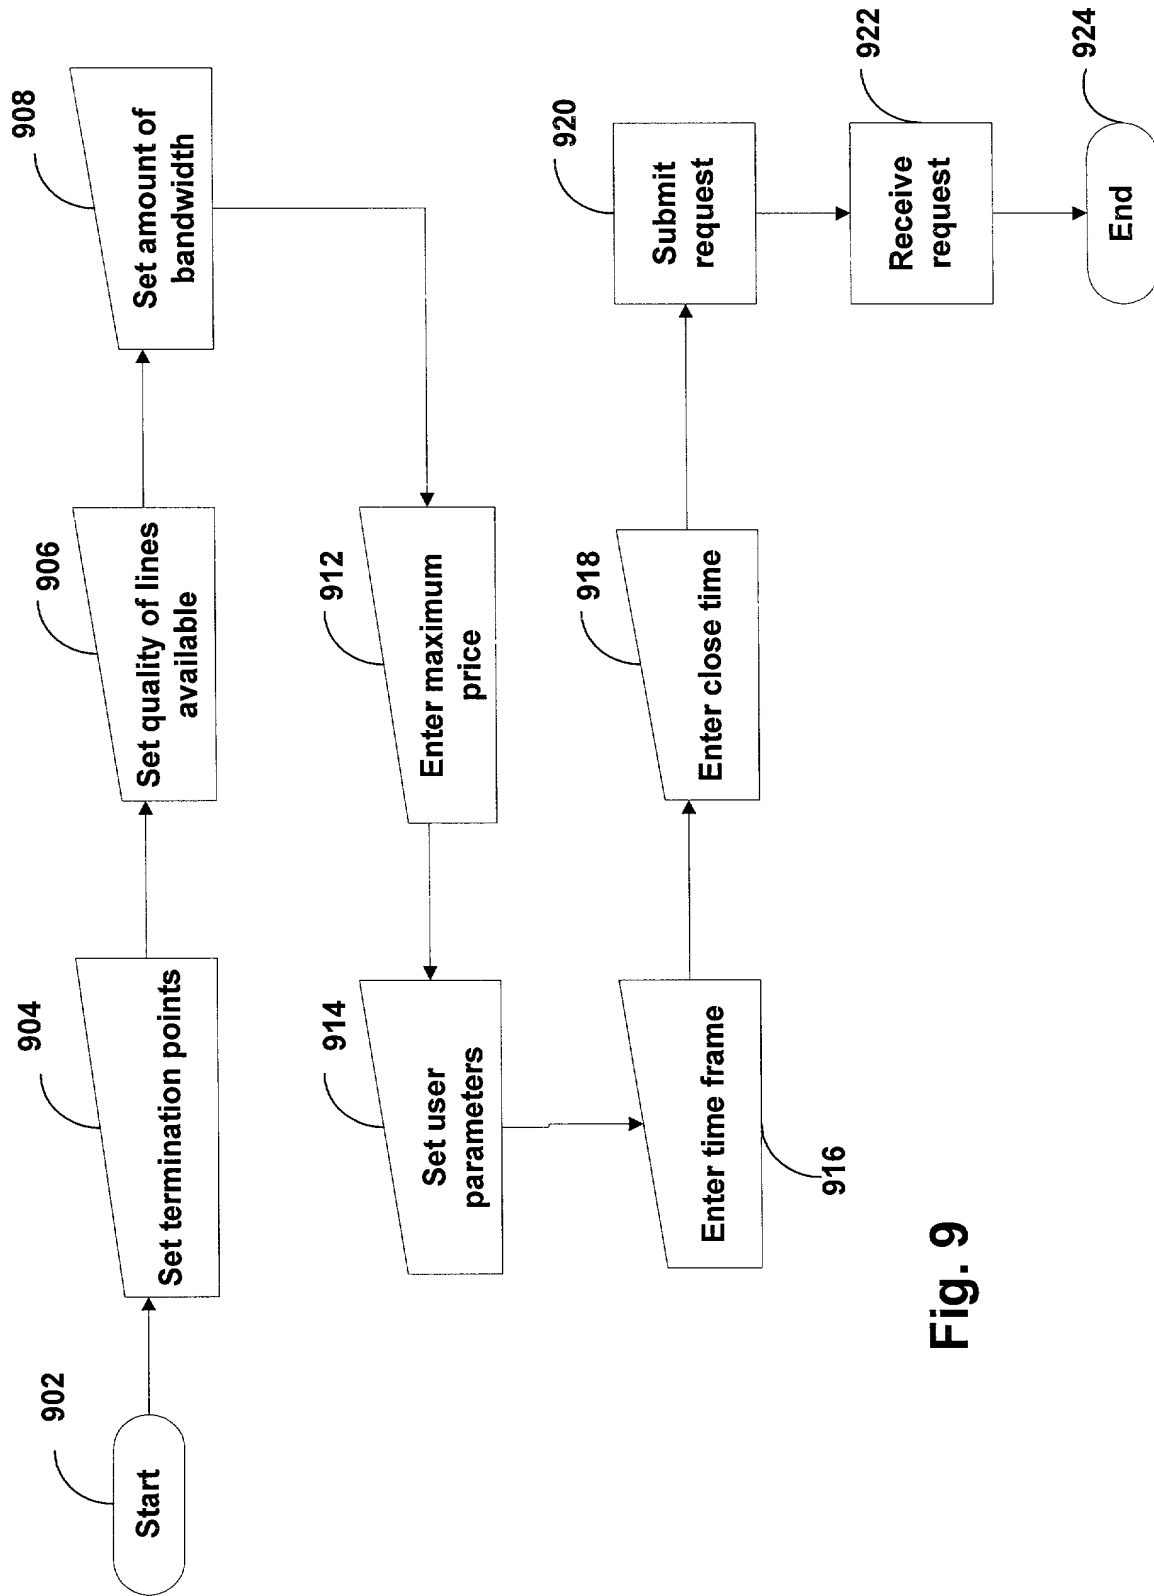 902
Start
904
Set termination points
906
Set quality of lines
available
908
Set amount of
bandwidth
912
Enter maximum
price
914
Set user
parameters
916
Enter time frame
918
Enter close time
920
Submit
request
922
Receive
request
924
End
Fig. 9